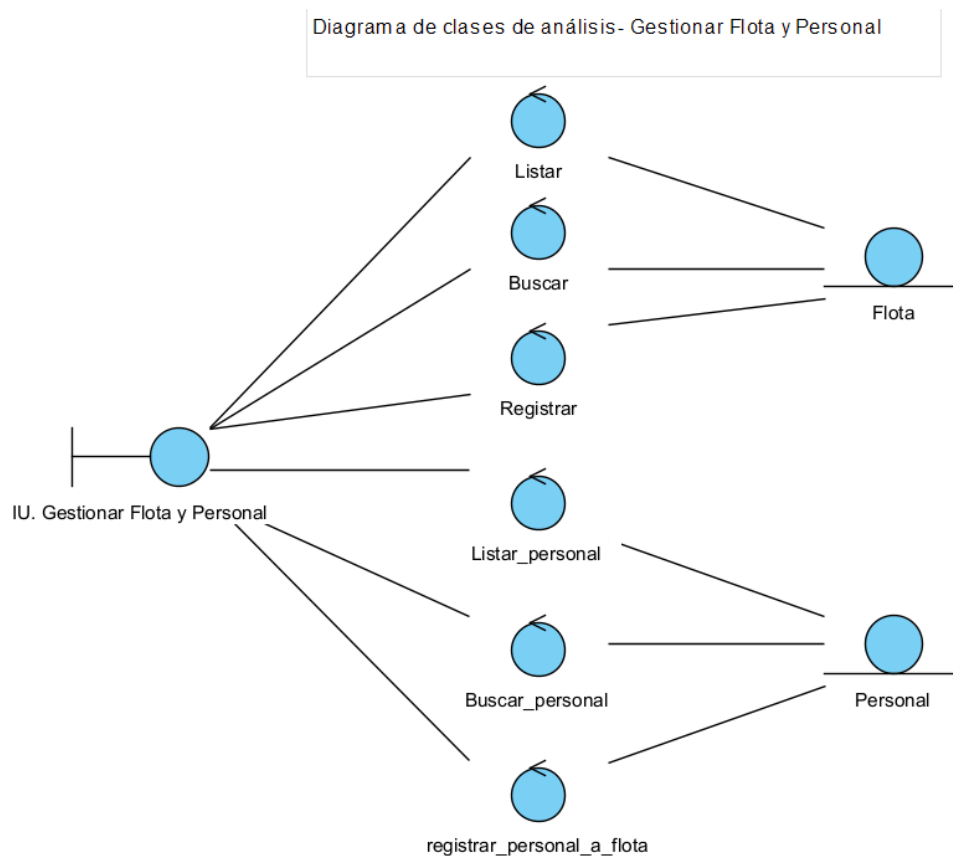 Diagrama de clases de análisis- Gestionar Flota y Personal
Listar
Buscar
Flota
Registrar
IU. Gestionar Flota y Personal
Listar_personal
Buscar_personal
Personal
registrar_personal_a_flota